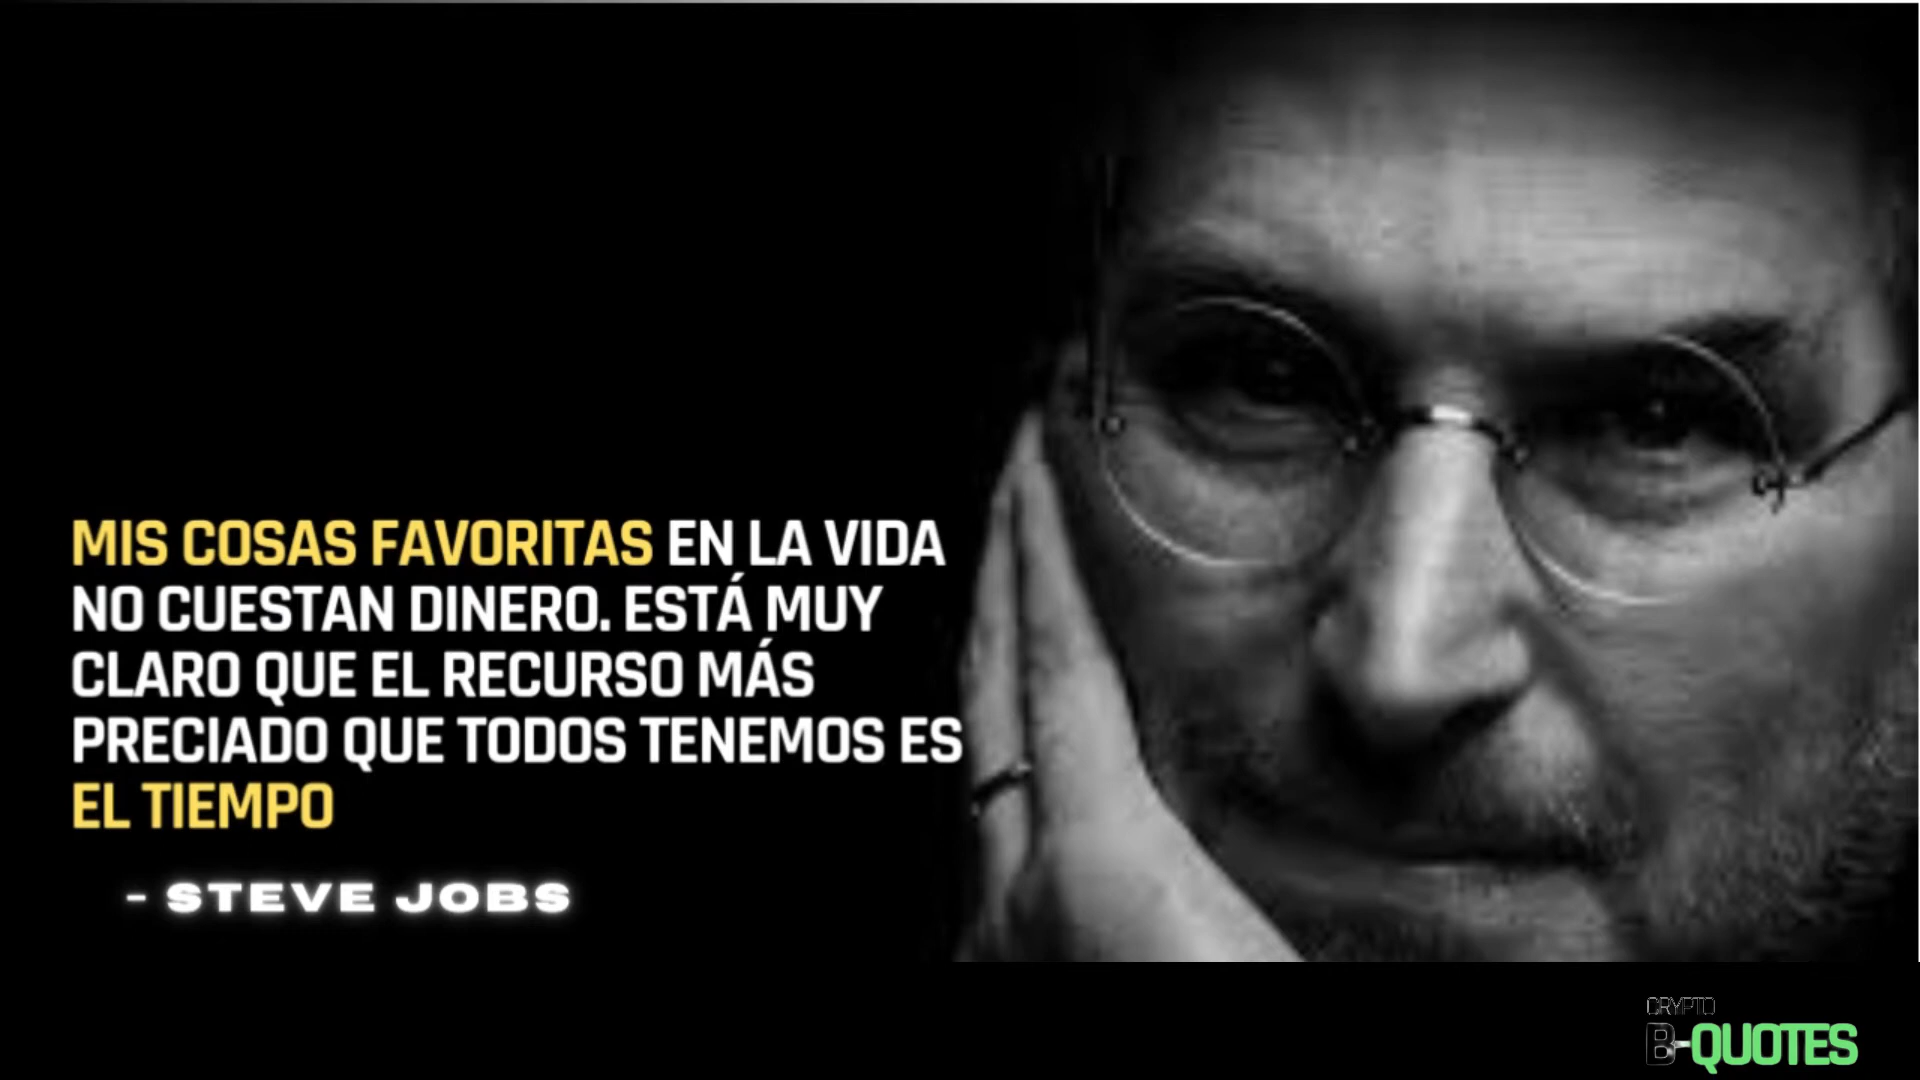 MIS COSAS FAVORITAS EN LA VIDA
NO CUESTAN DINERO. ESTÁ MUY
CLARO QUE EL RECURSO MÁS
PRECIADO QUE TODOS TENEMOS ES
EL TIEMPO
- STEVE JOBS
CRYPTO
B-QUOTES